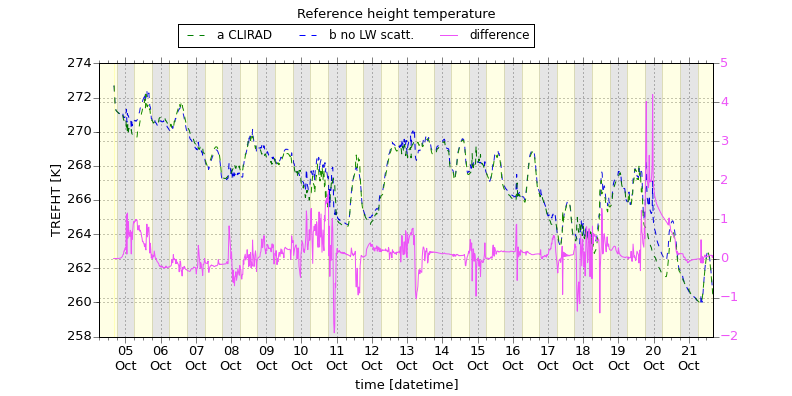 Reference height temperature
a CLIRAD
b no LW scatt.
difference
274
272
270
268
266
264
262
260
258
TREFHT [K]
5
4
3
2
1
0
−1
−2
05 06 07 08 09 10 11 12 13 14 15 16 17 18 19 20 21
Oct Oct Oct Oct Oct Oct Oct Oct Oct Oct Oct Oct Oct Oct Oct Oct Oct
time [datetime]